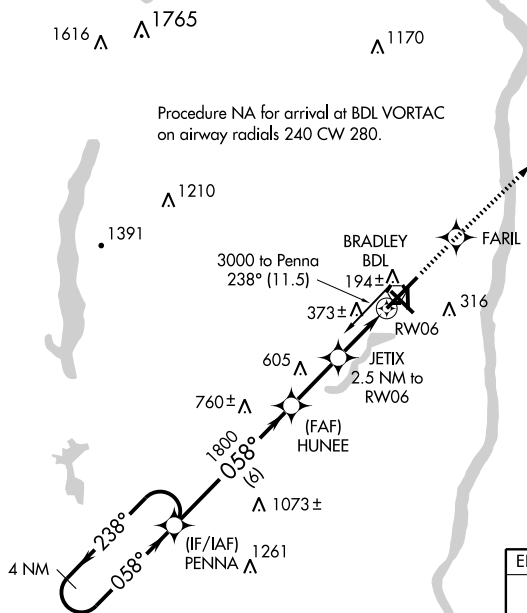 1616
1765
1170
Procedure NA for arrival at BDL VORTAC
on airway radials 240 CW 280.
1210
1391
FARIL
BRADLEY
BDL
3000 to Penna
238° (11.5)
194±
373±
316
RW06
JETIX
2.5 NM to
RW06
605
760±
(FAF)
HUNEE
1800
058°
(6)
1073±
238°
(IF/IAF)
PENNA
1261
4 NM
058°